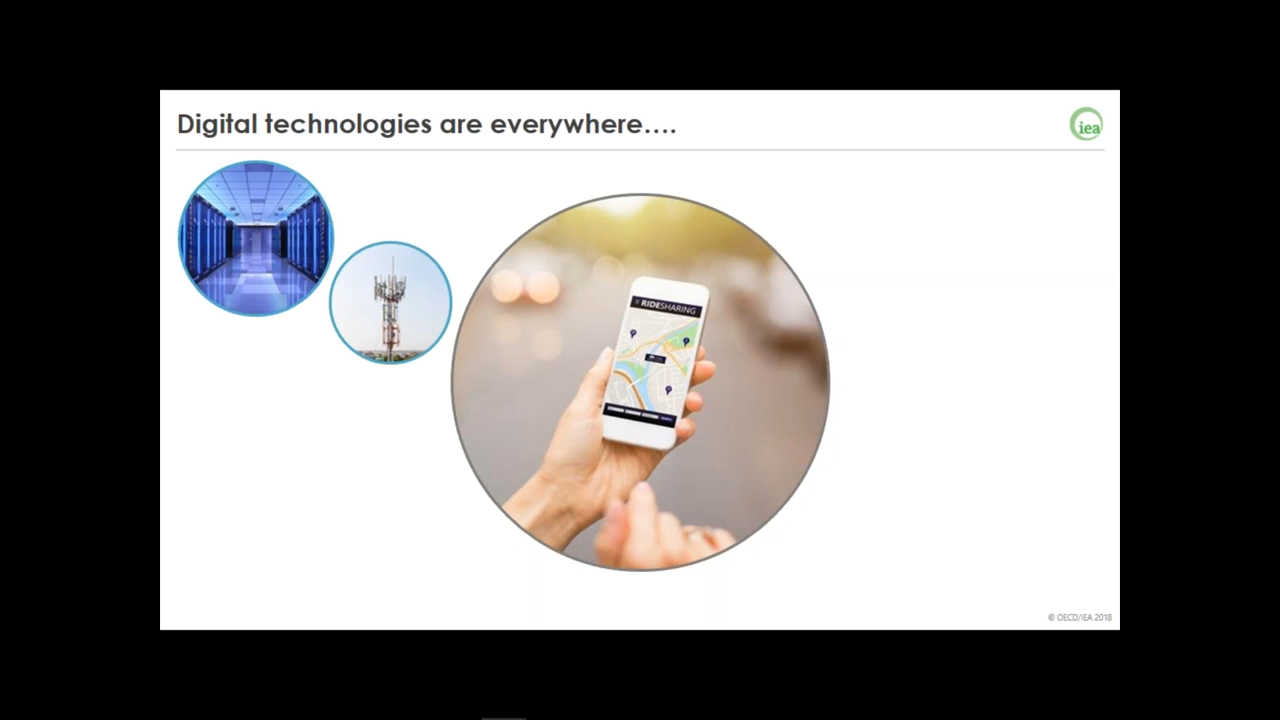 Digital technologies are everywhere....
iea
RIDESHARING
© OECD/IEA 2018